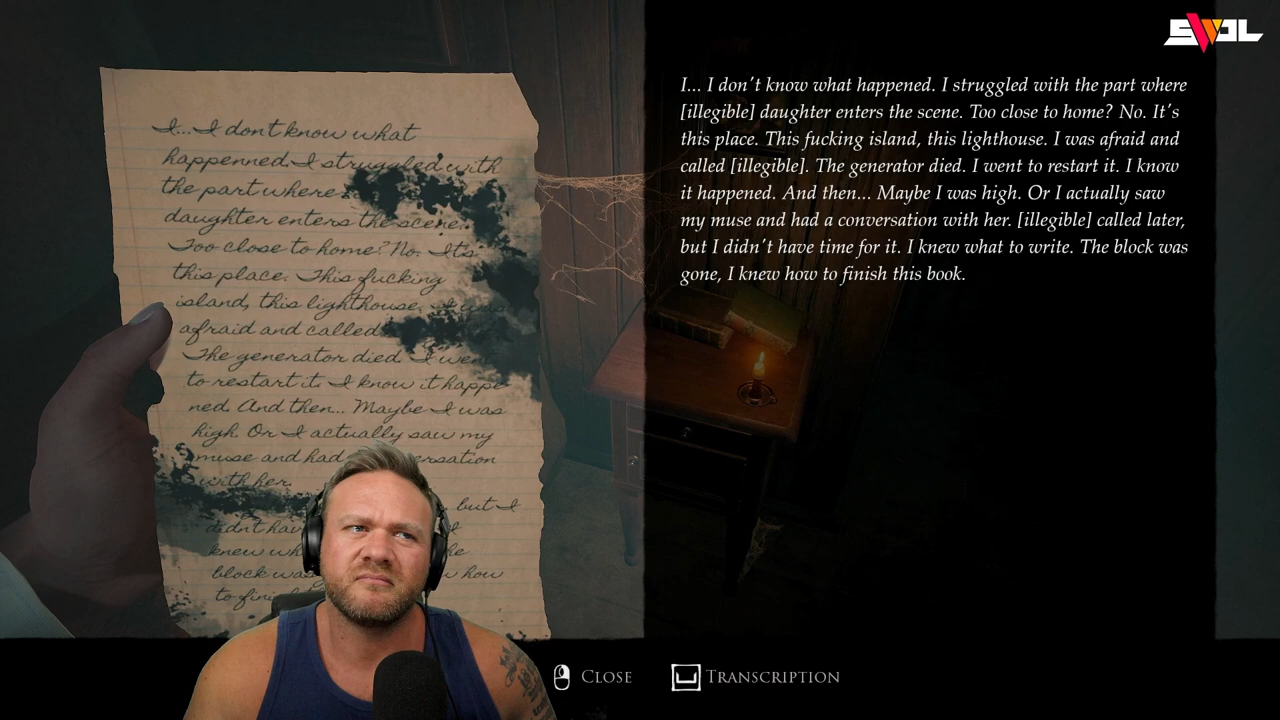 I...I dont know what
happenned. I struggled with
the part where
daughter enters the scene.
Too close to home? No. It's
this place. This fucking
island, this lighthouse. I was
afraid and called
The generator died. I went
to restart it. I know it happe
ned. And then... Maybe I was
high. Or I actually saw my
muse and had
with her.
but I
didn't
knew
block was how
to
I... I don't know what happened. I struggled with the part where
[illegible] daughter enters the scene. Too close to home? No. It's
this place. This fucking island, this lighthouse. I was afraid and
called [illegible]. The generator died. I went to restart it. I know
it happened. And then... Maybe I was high. Or I actually saw
my muse and had a conversation with her. [illegible] called later,
but I didn't have time for it. I knew what to write. The block was
gone, I knew how to finish this book.
SWOL
Close
Transcription